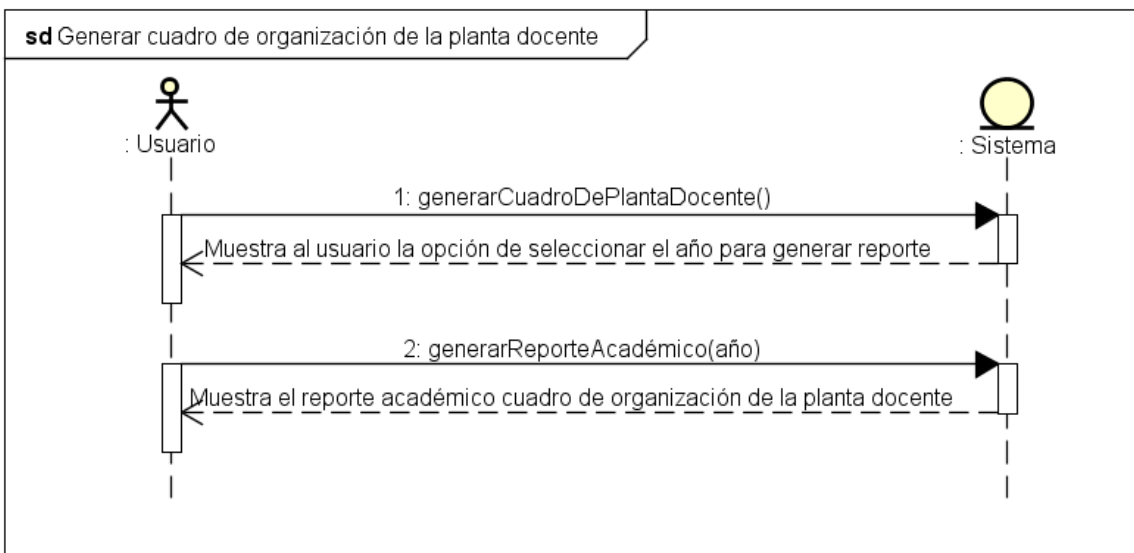 sd Generar cuadro de organización de la planta docente
: Usuario
: Sistema
1: generarCuadroDePlantaDocente()
Muestra al usuario la opción de seleccionar el año para generar reporte
2: generarReporteAcadémico(año)
Muestra el reporte académico cuadro de organización de la planta docente